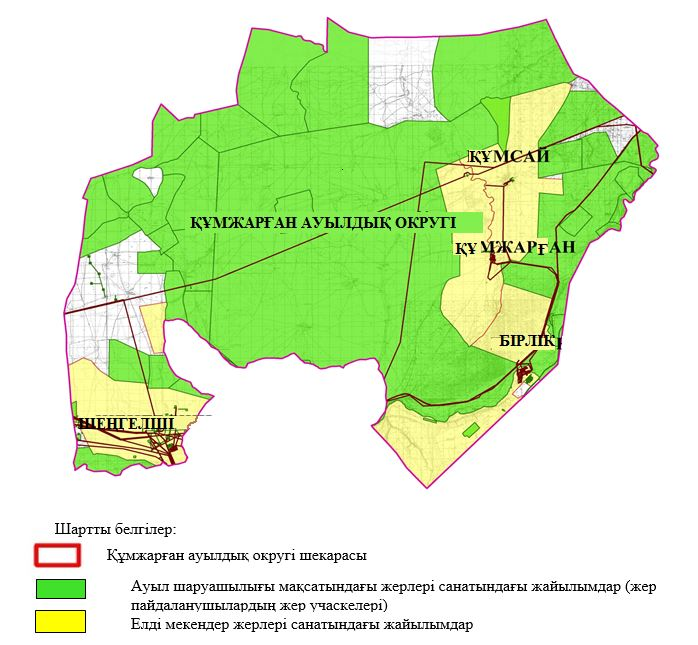 ҚҰМСАЙ
ҚҰМЖАРҒАН АУЫЛДЫҚ ОКРУГІ
ҚҰМЖАРҒАН
БІРЛІК
ШЕНГЕЛШІ
Шартты белгілер:
Құмжарған ауылдық округі шекарасы
Ауыл шаруашылығы мақсатындағы жерлері санатындағы жайылымдар (жер
пайдаланушылардың жер учаскелері)
Елді мекендер жерлері санатындағы жайылымдар